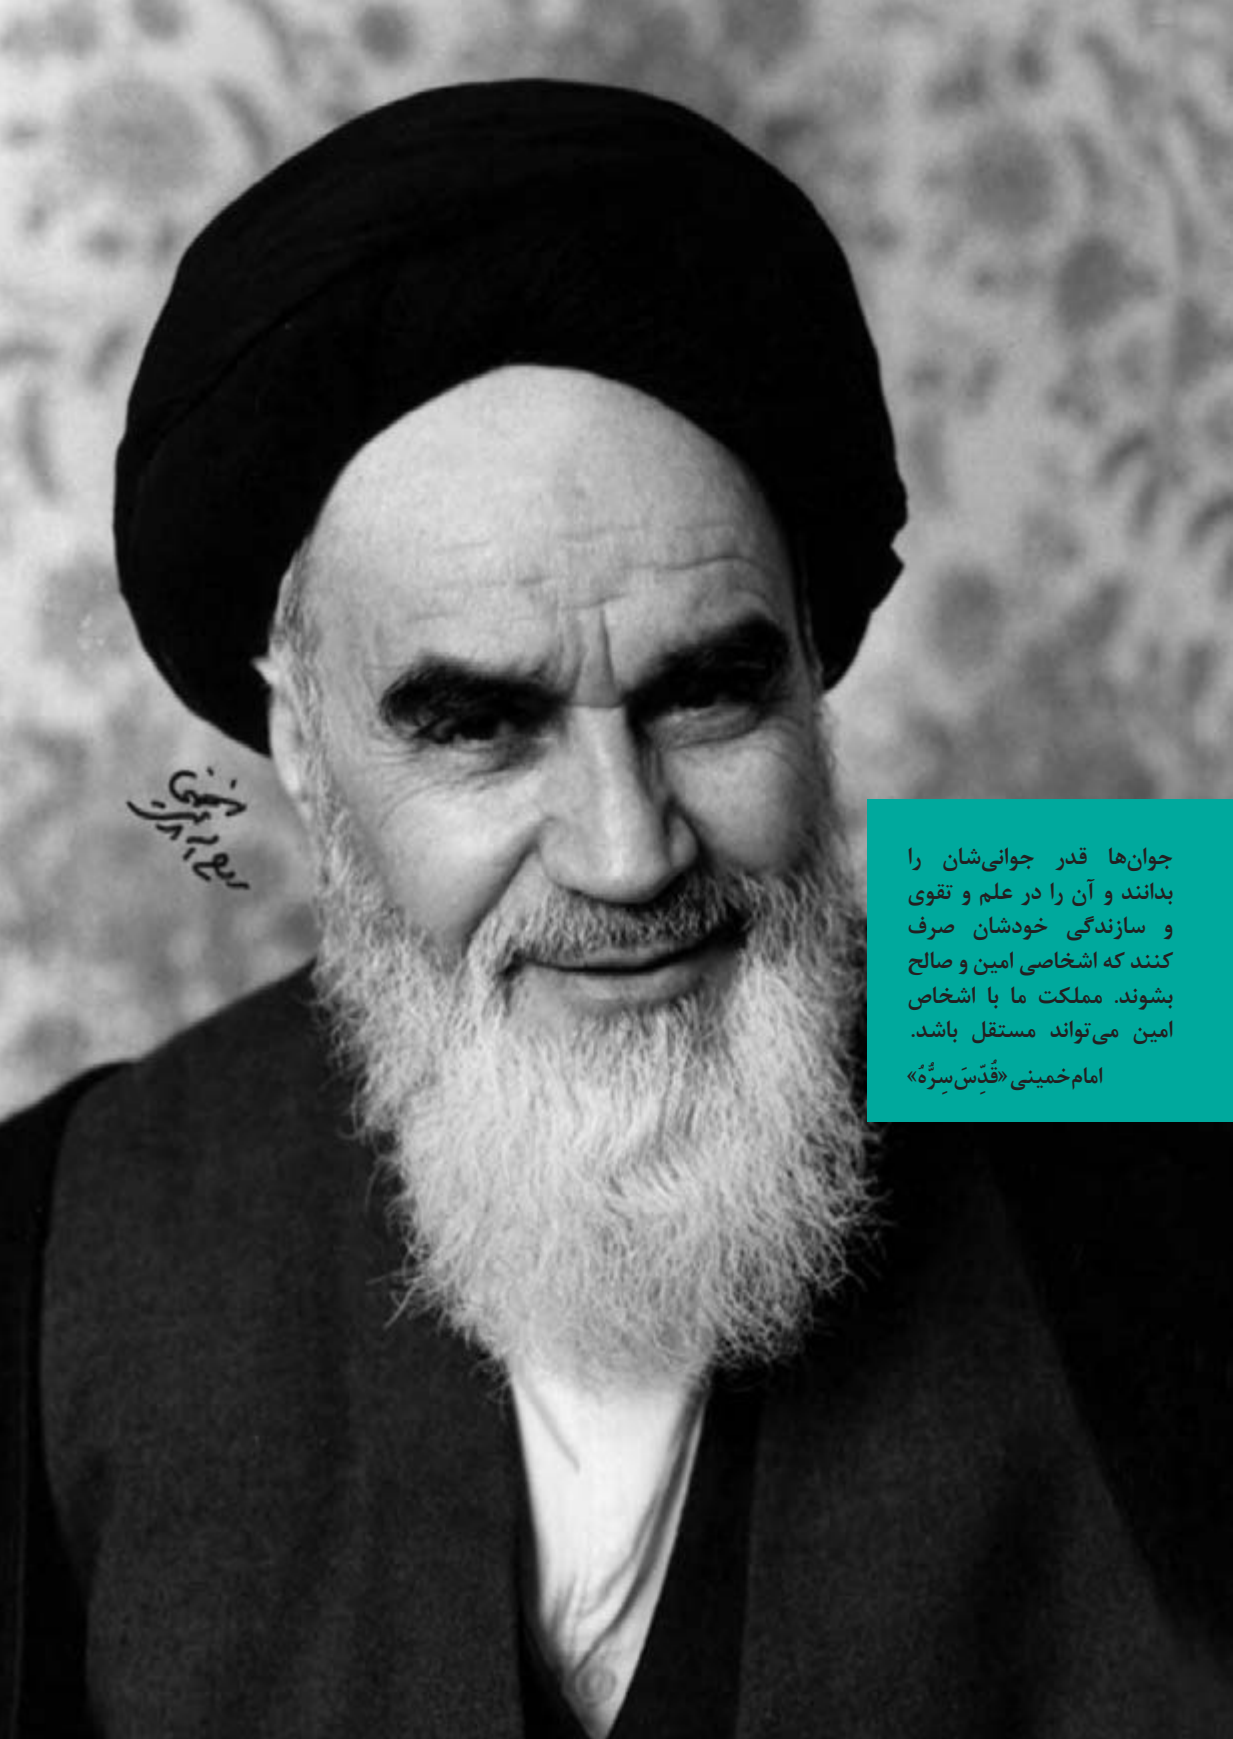 جوان‌ها قدر جوانی‌شان را
بدانند و آن را در علم و تقوی
و سازندگی خودشان صرف
کنند که اشخاصی امین و صالح
بشوند. مملکت ما با اشخاص
امین می‌تواند مستقل باشد.
امام‌خمینی «قُدِّسَ‌سِرُّهُ»